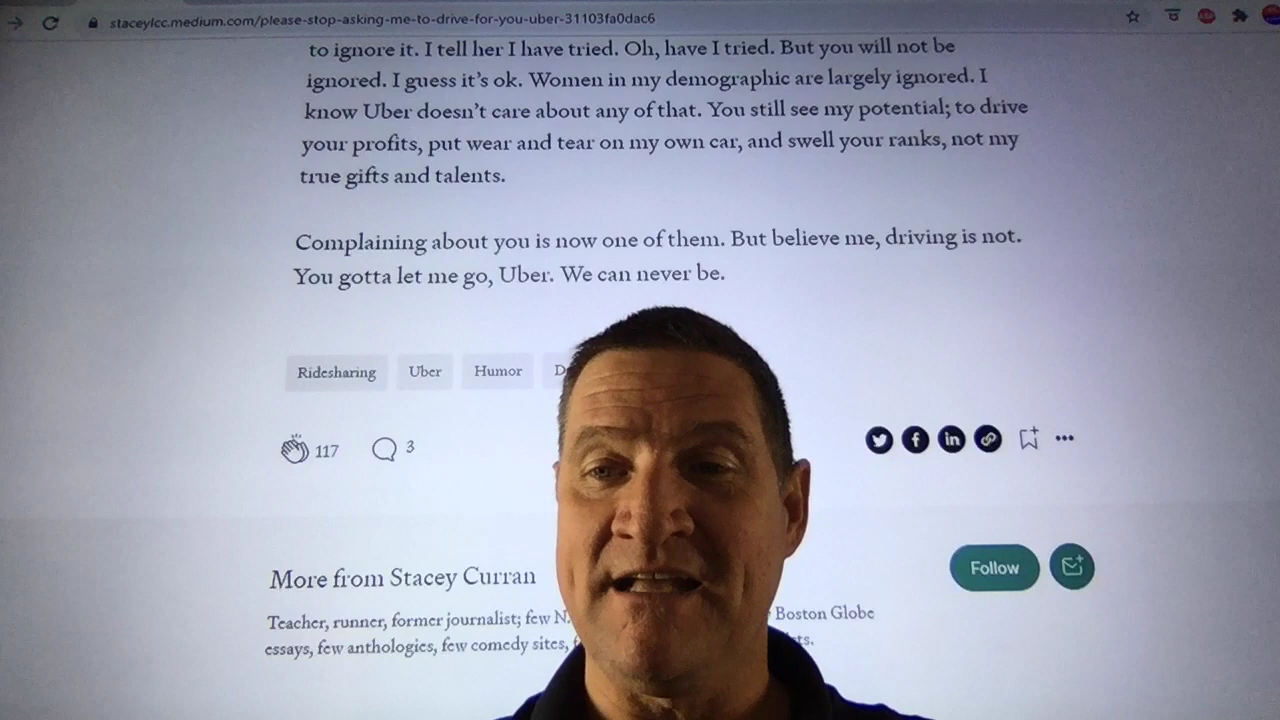 staceylcc.medium.com/please-stop-asking-me-to-drive-for-you-uber-31103fa0dac6
to ignore it. I tell her I have tried. Oh, have I tried. But you will not be
ignored. I guess it’s ok. Women in my demographic are largely ignored. I
know Uber doesn’t care about any of that. You still see my potential; to drive
your profits, put wear and tear on my own car, and swell your ranks, not my
true gifts and talents.
Complaining about you is now one of them. But believe me, driving is not.
You gotta let me go, Uber. We can never be.
Ridesharing Uber Humor
117 3
More from Stacey Curran
Follow
Teacher, runner, former journalist; few Boston Globe
essays, few anthologies, few comedy sites,